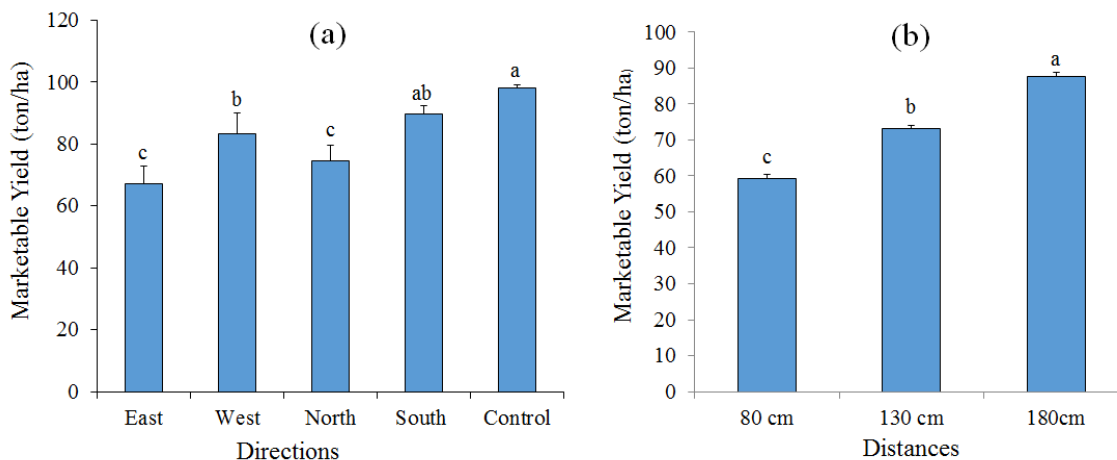 (a)
Marketable Yield (ton/ha)
120
100
80
60
40
20
0
c
b
c
ab
a
East West North South Control
Directions
(b)
Marketable Yield (ton/ha)
100
90
80
70
60
50
40
30
20
10
0
c
b
a
80 cm 130 cm 180cm
Distances